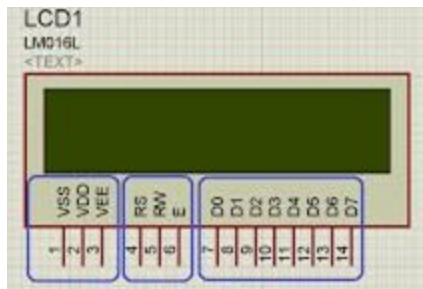 LCD1
LM016L
<TEXT>
VSS VDD VEE RS RW E D0 D1 D2 D3 D4 D5 D6 D7
1 2 3 4 5 6 7 8 9 10 11 12 13 14